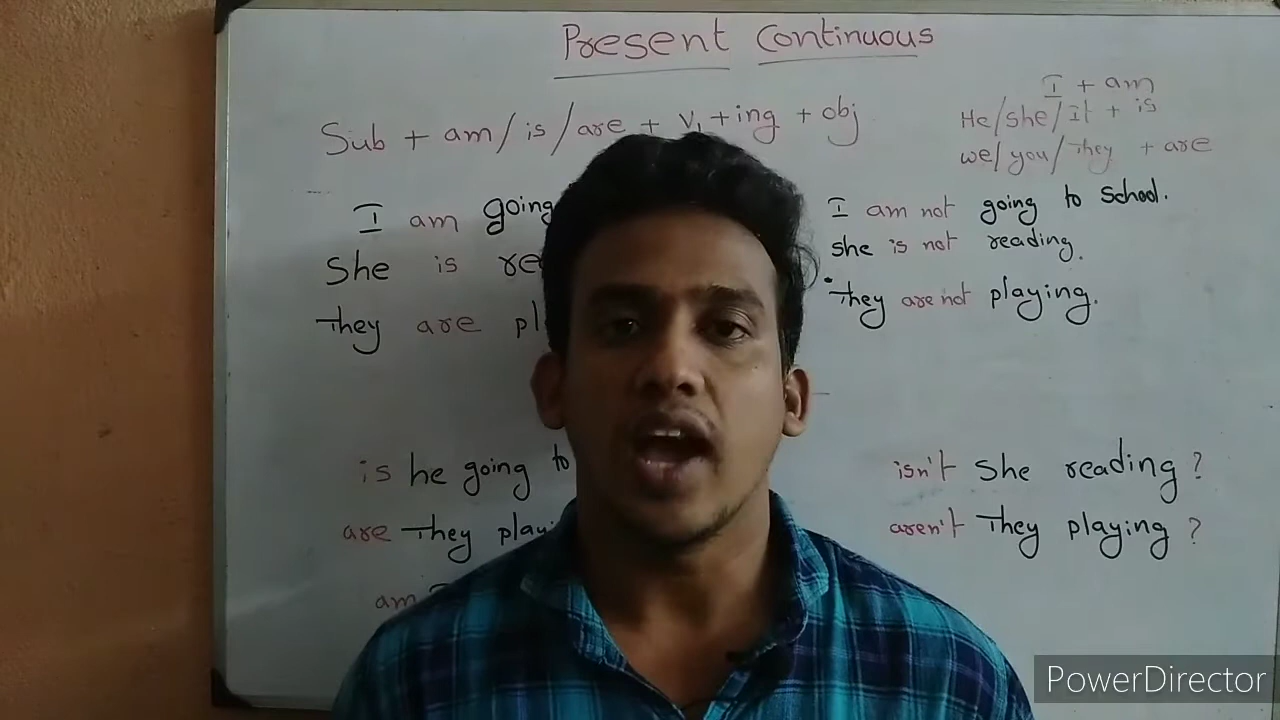 Present Continuous
Sub + am/is/are + V1+ing + obj
I + am
He/she/It + is
we/you/They + are
I am going
She is
They are
I am not going to School.
she is not reading.
They are not playing.
is he going to
are They
am
isn't She reading?
aren't They playing?
PowerDirector